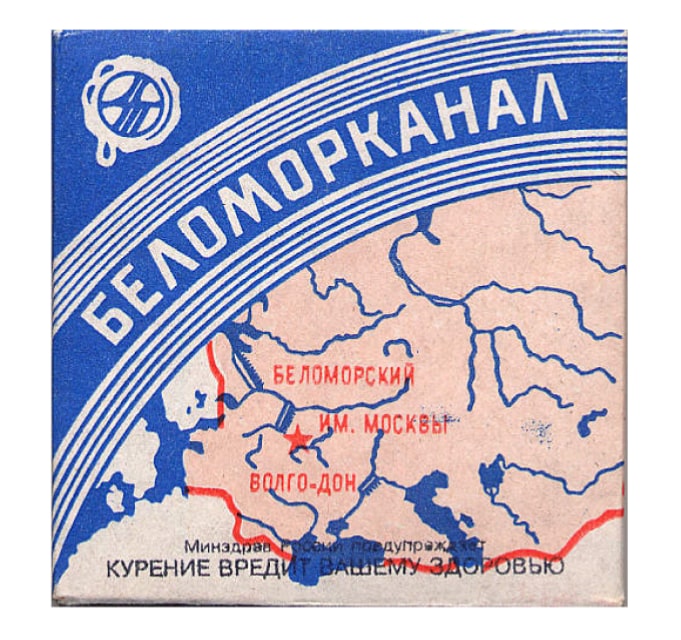 БЕЛОМОРКАНАЛ
БЕЛОМОРСКИЙ
ИМ. МОСКВЫ
ВОЛГО-ДОН
Минздрав России предупреждает
КУРЕНИЕ ВРЕДИТ ВАШЕМУ ЗДОРОВЬЮ